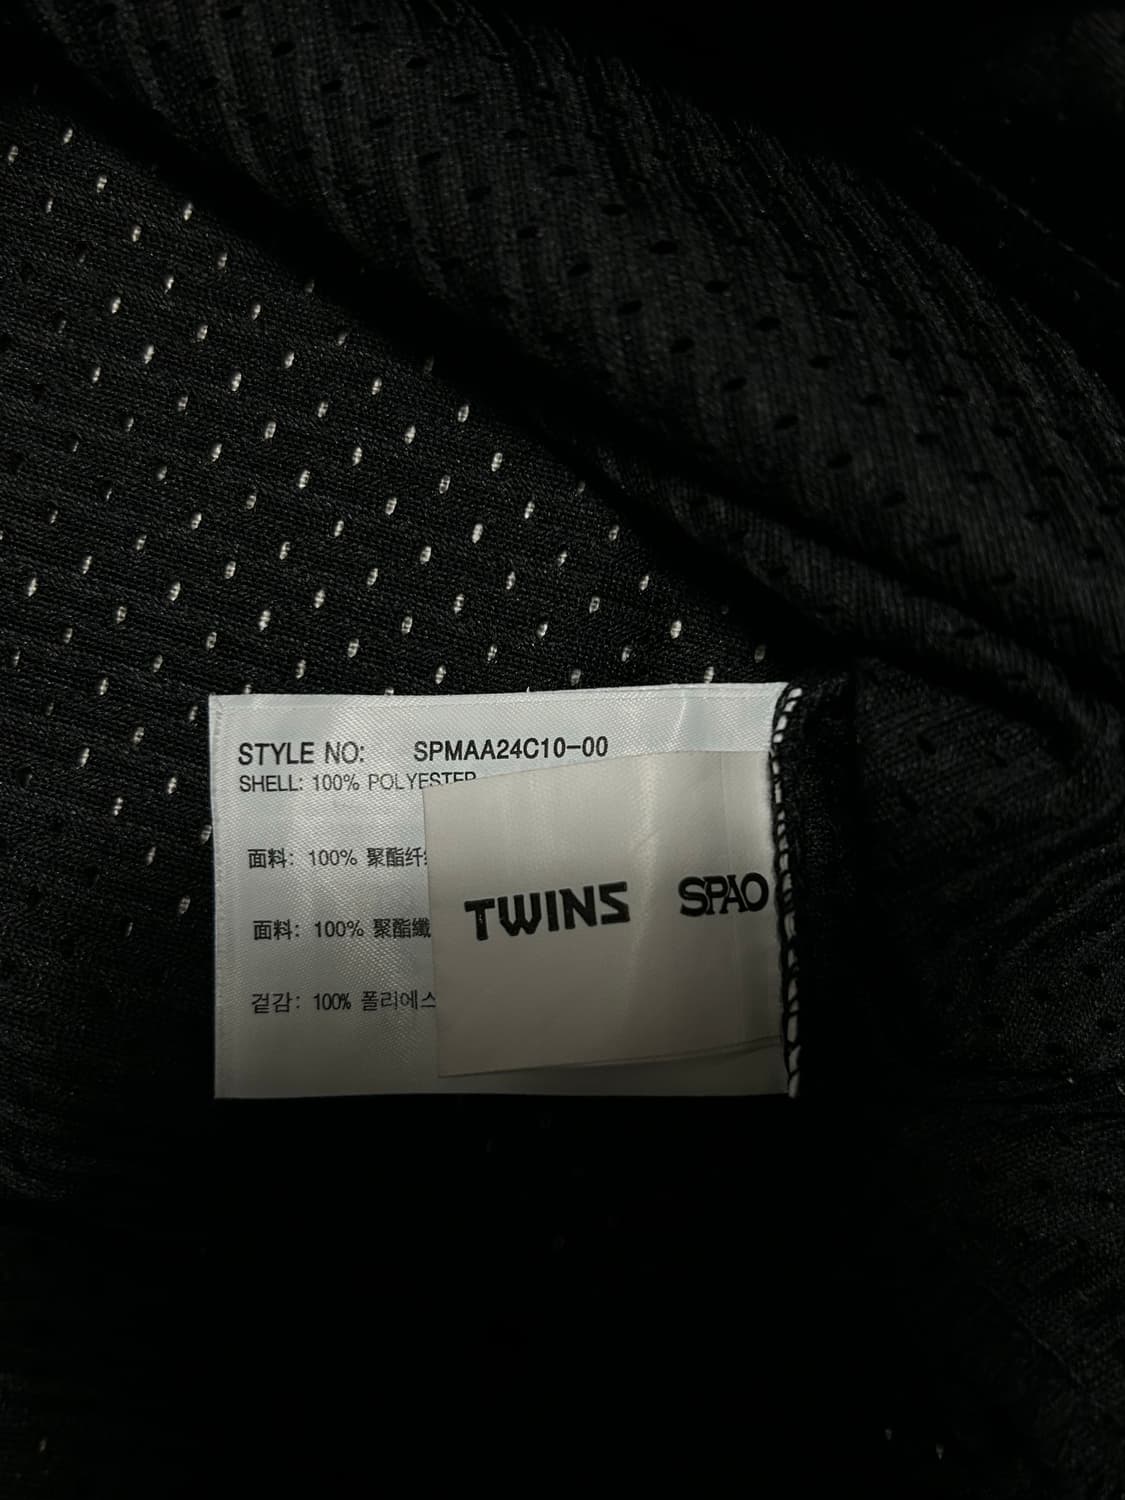 STYLE NO: SPMAA24C10-00
SHELL: 100% POLYESTER
面料: 100% 聚酯纤
面料: 100% 聚酯纖
겉감: 100% 폴리에스
TWINS SPAO